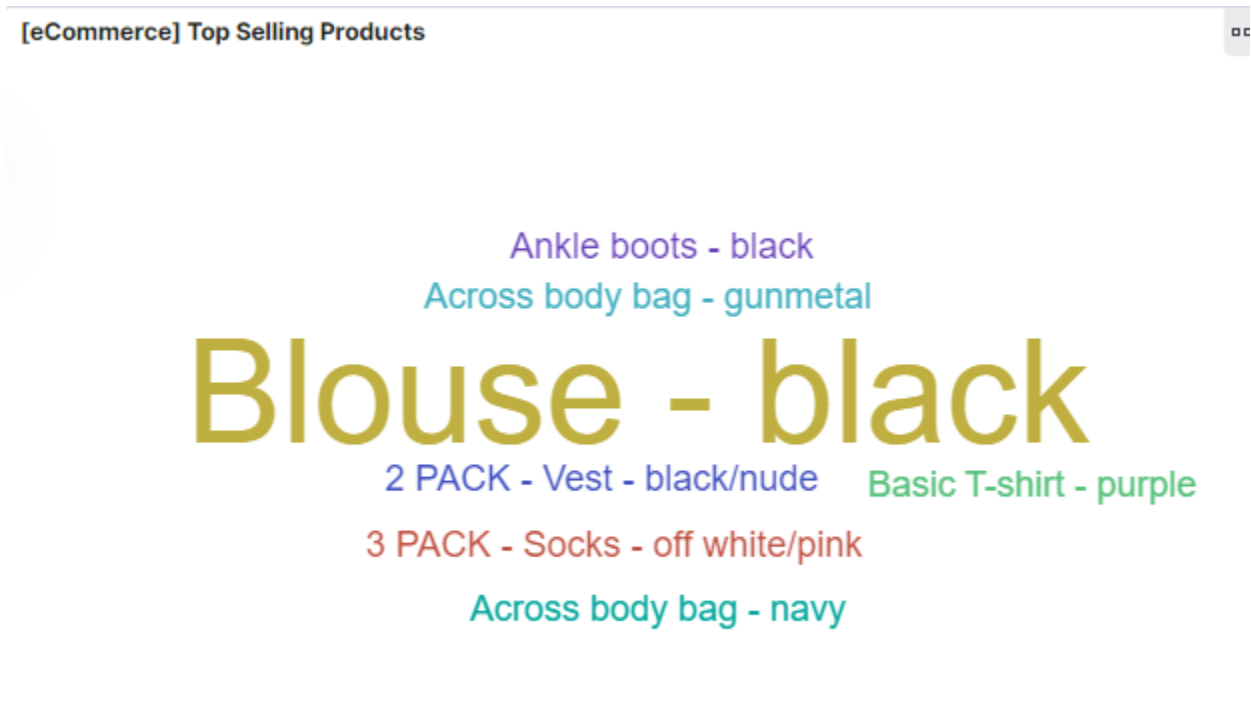 [eCommerce] Top Selling Products
Ankle boots - black
Across body bag - gunmetal
Blouse - black
2 PACK - Vest - black/nude
Basic T-shirt - purple
3 PACK - Socks - off white/pink
Across body bag - navy